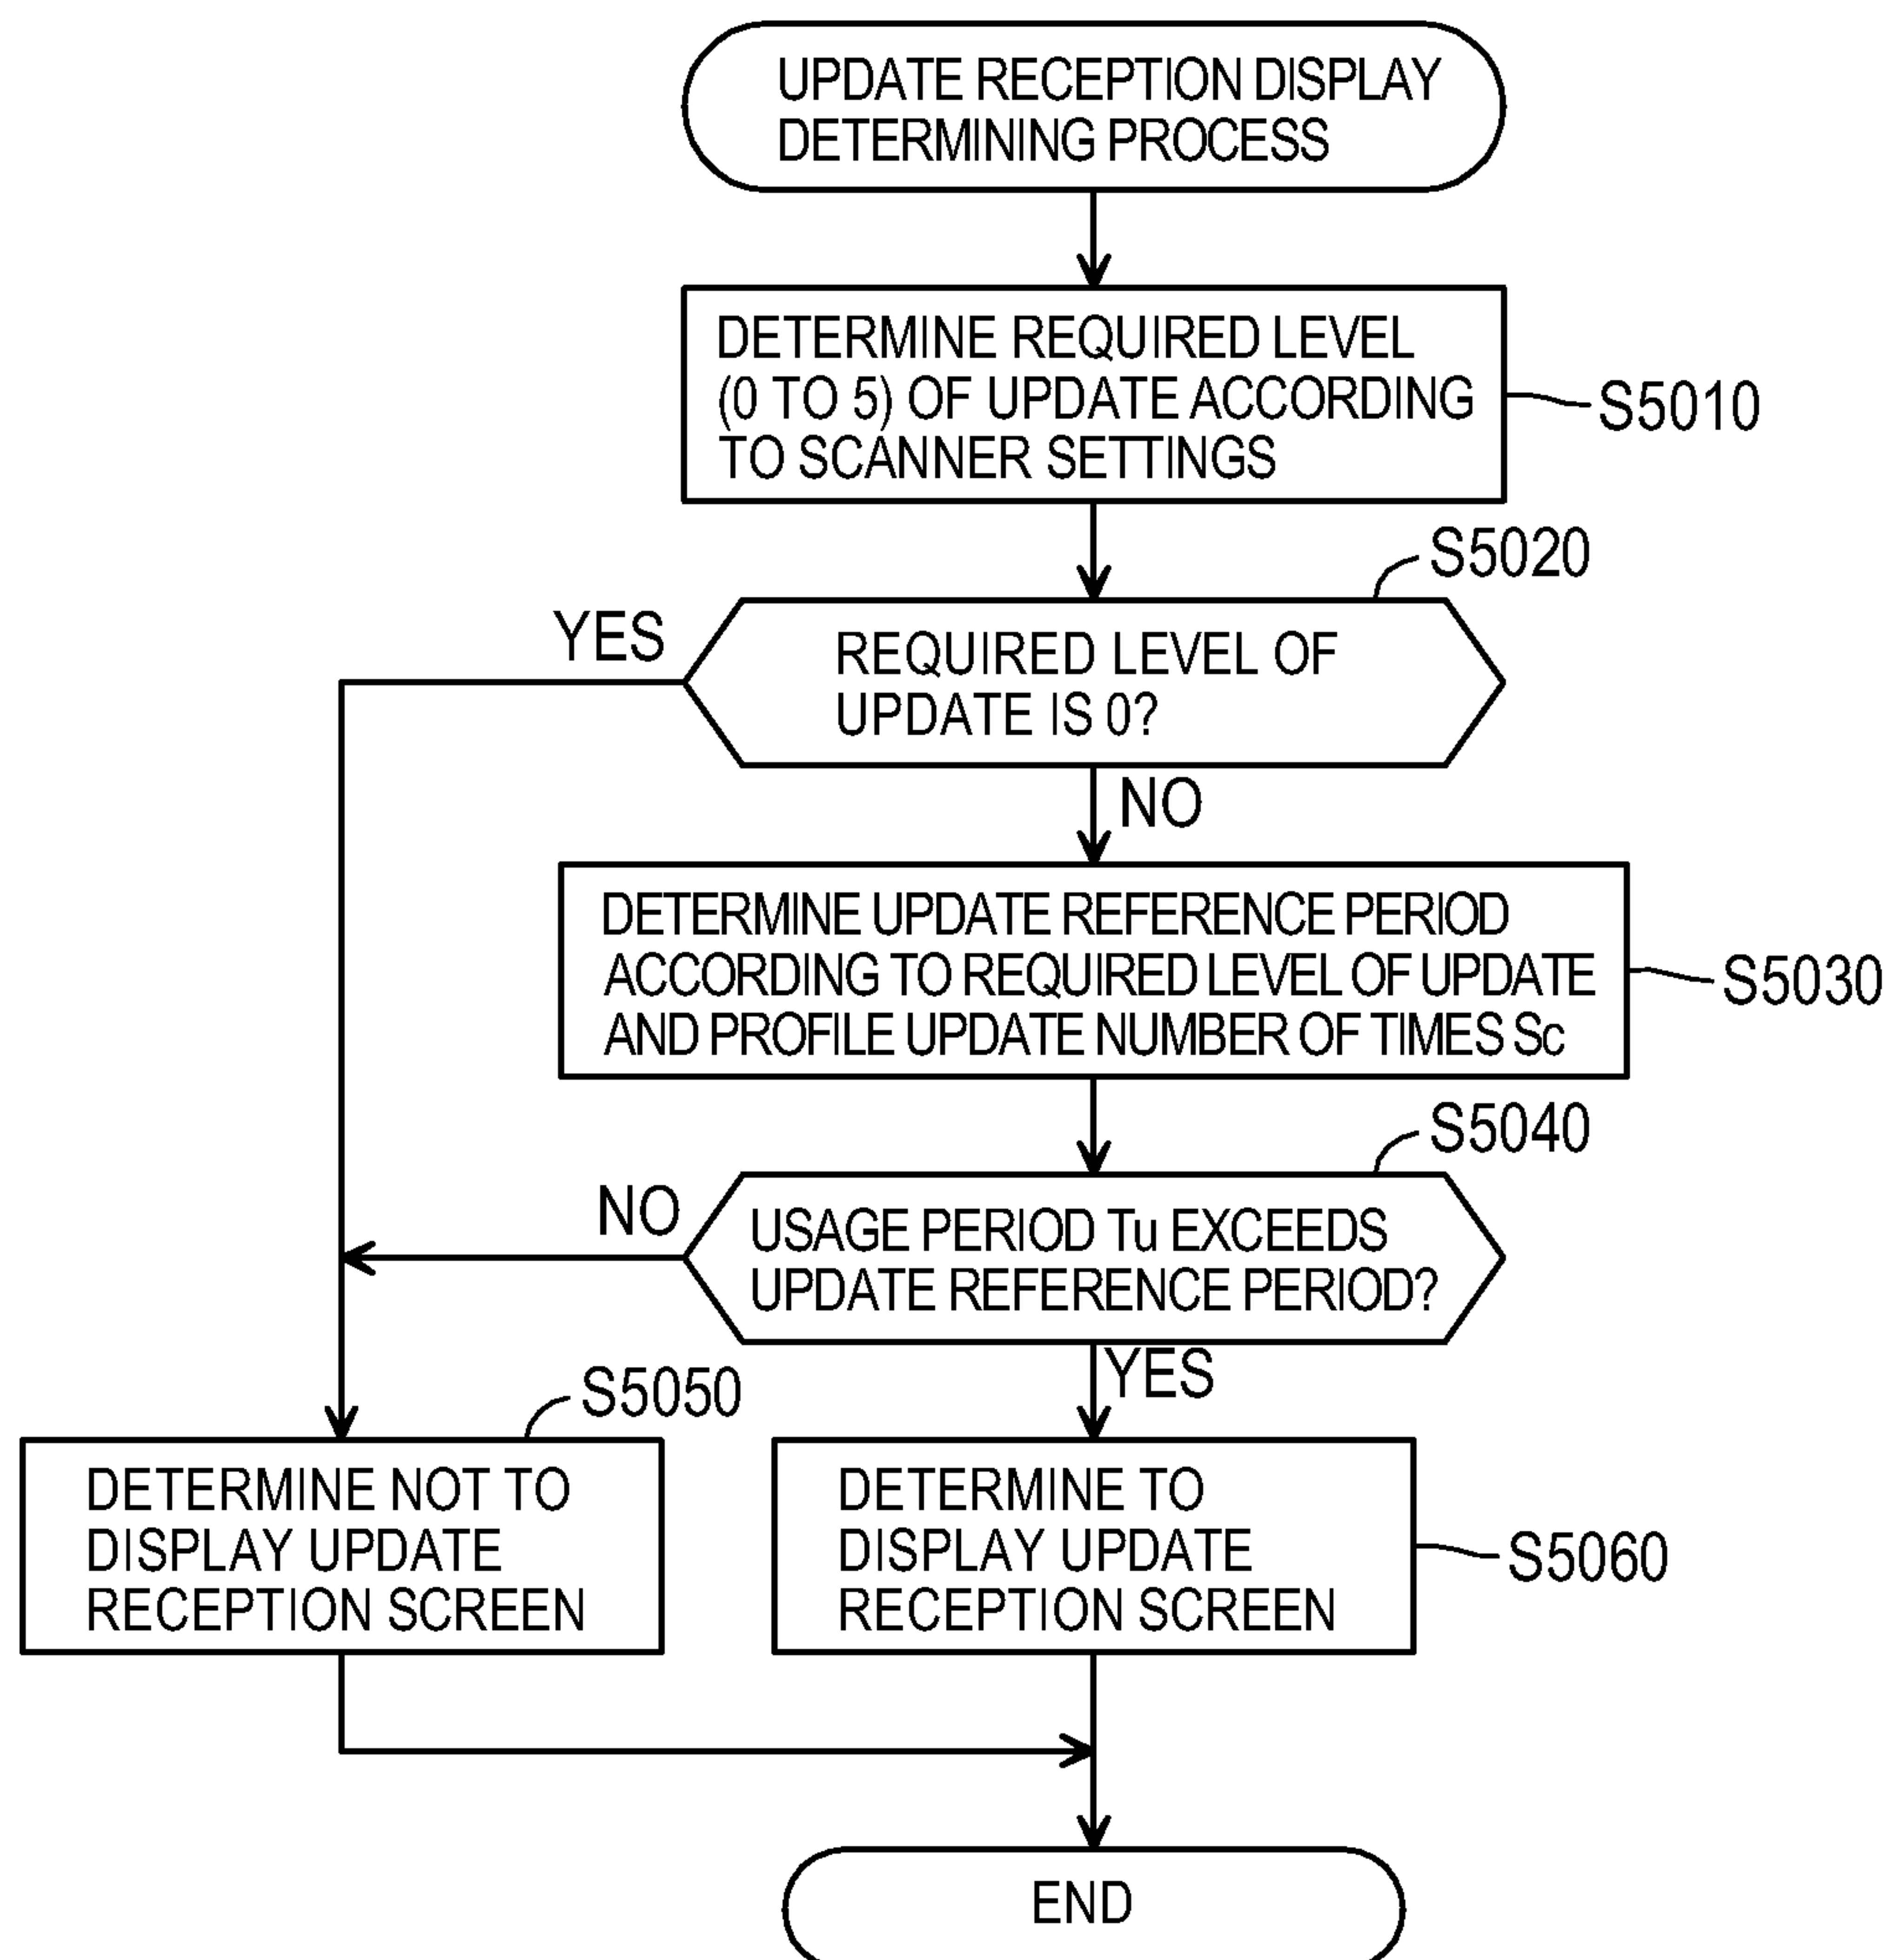 UPDATE RECEPTION DISPLAY
DETERMINING PROCESS
DETERMINE REQUIRED LEVEL
(0 TO 5) OF UPDATE ACCORDING
TO SCANNER SETTINGS
S5010
S5020
YES
REQUIRED LEVEL OF
UPDATE IS 0?
NO
DETERMINE UPDATE REFERENCE PERIOD
ACCORDING TO REQUIRED LEVEL OF UPDATE
AND PROFILE UPDATE NUMBER OF TIMES Sc
S5030
S5040
NO
USAGE PERIOD Tu EXCEEDS
UPDATE REFERENCE PERIOD?
YES
S5050
DETERMINE NOT TO
DISPLAY UPDATE
RECEPTION SCREEN
DETERMINE TO
DISPLAY UPDATE
RECEPTION SCREEN
S5060
END